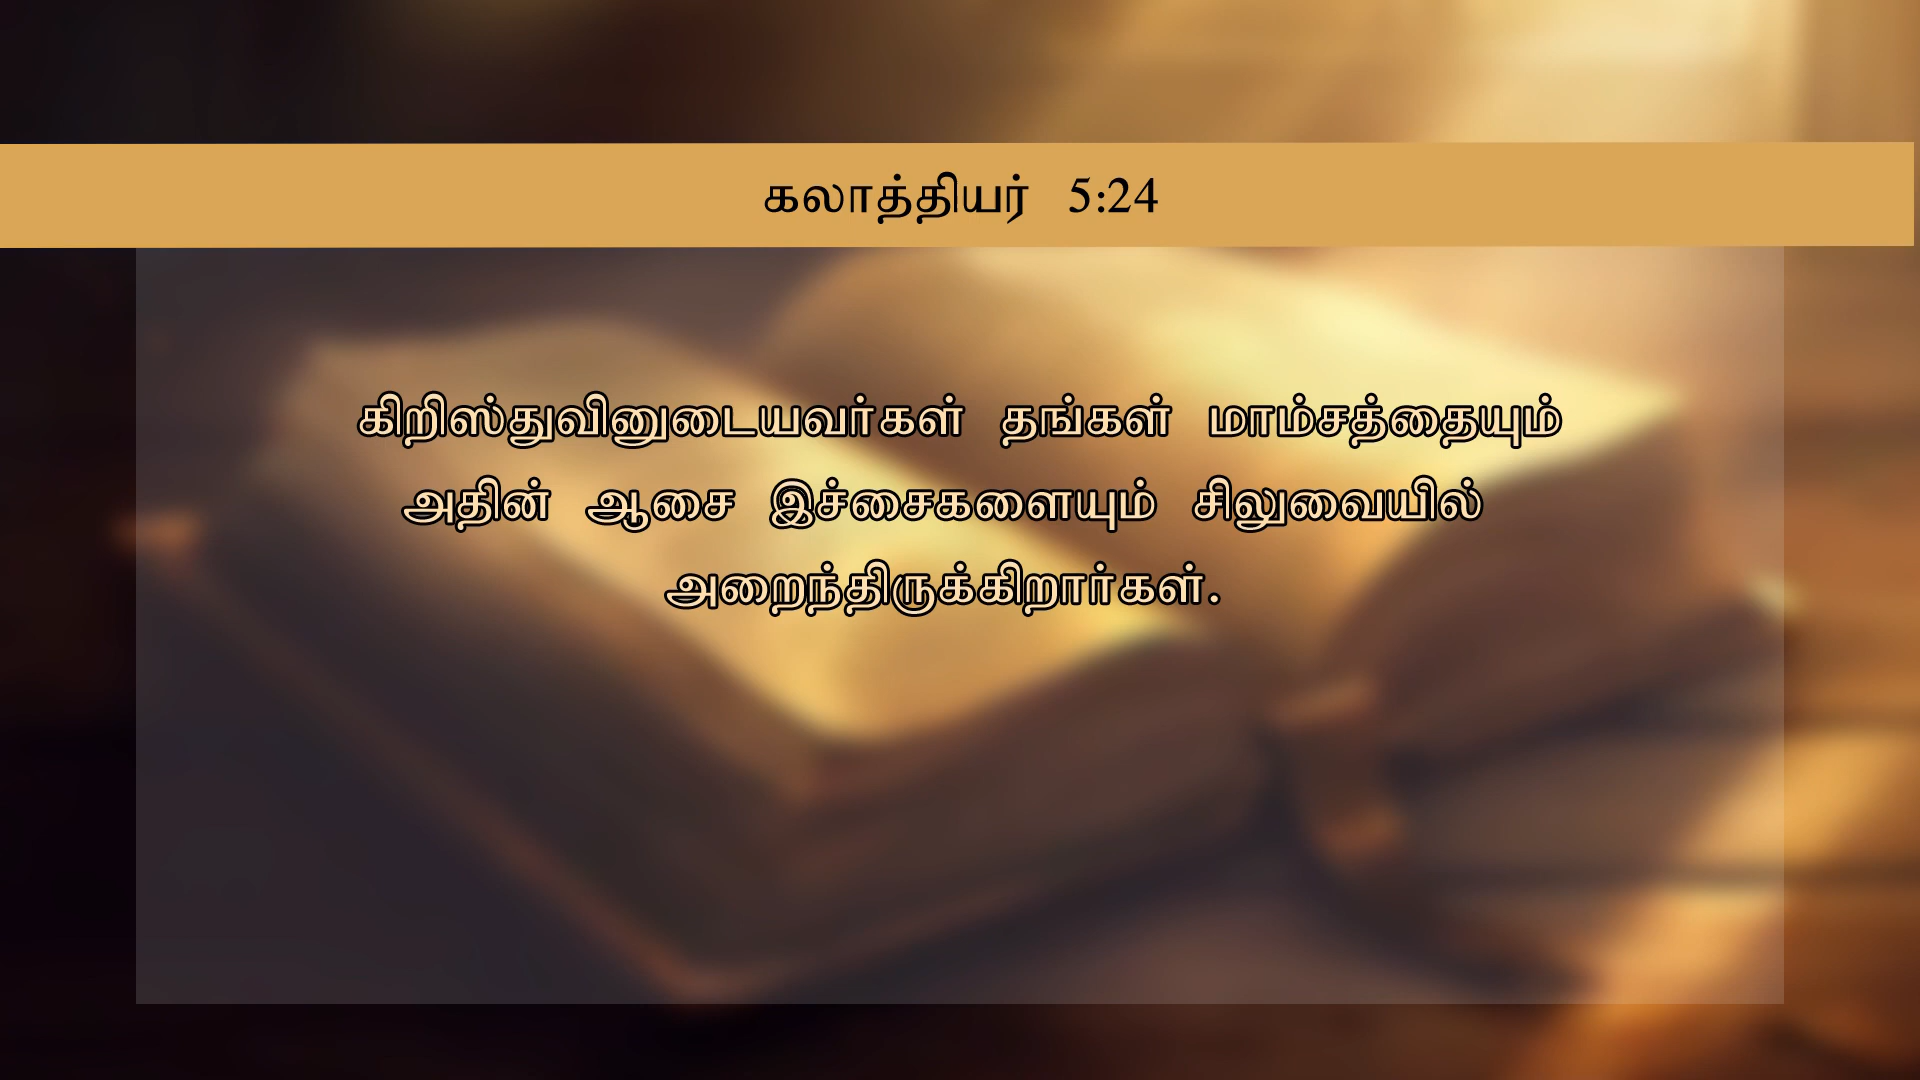 கலாத்தியர் 5:24
கிறிஸ்துவினுடையவர்கள் தங்கள் மாம்சத்தையும்
அதின் ஆசை இச்சைகளையும் சிலுவையில்
அறைந்திருக்கிறார்கள்.